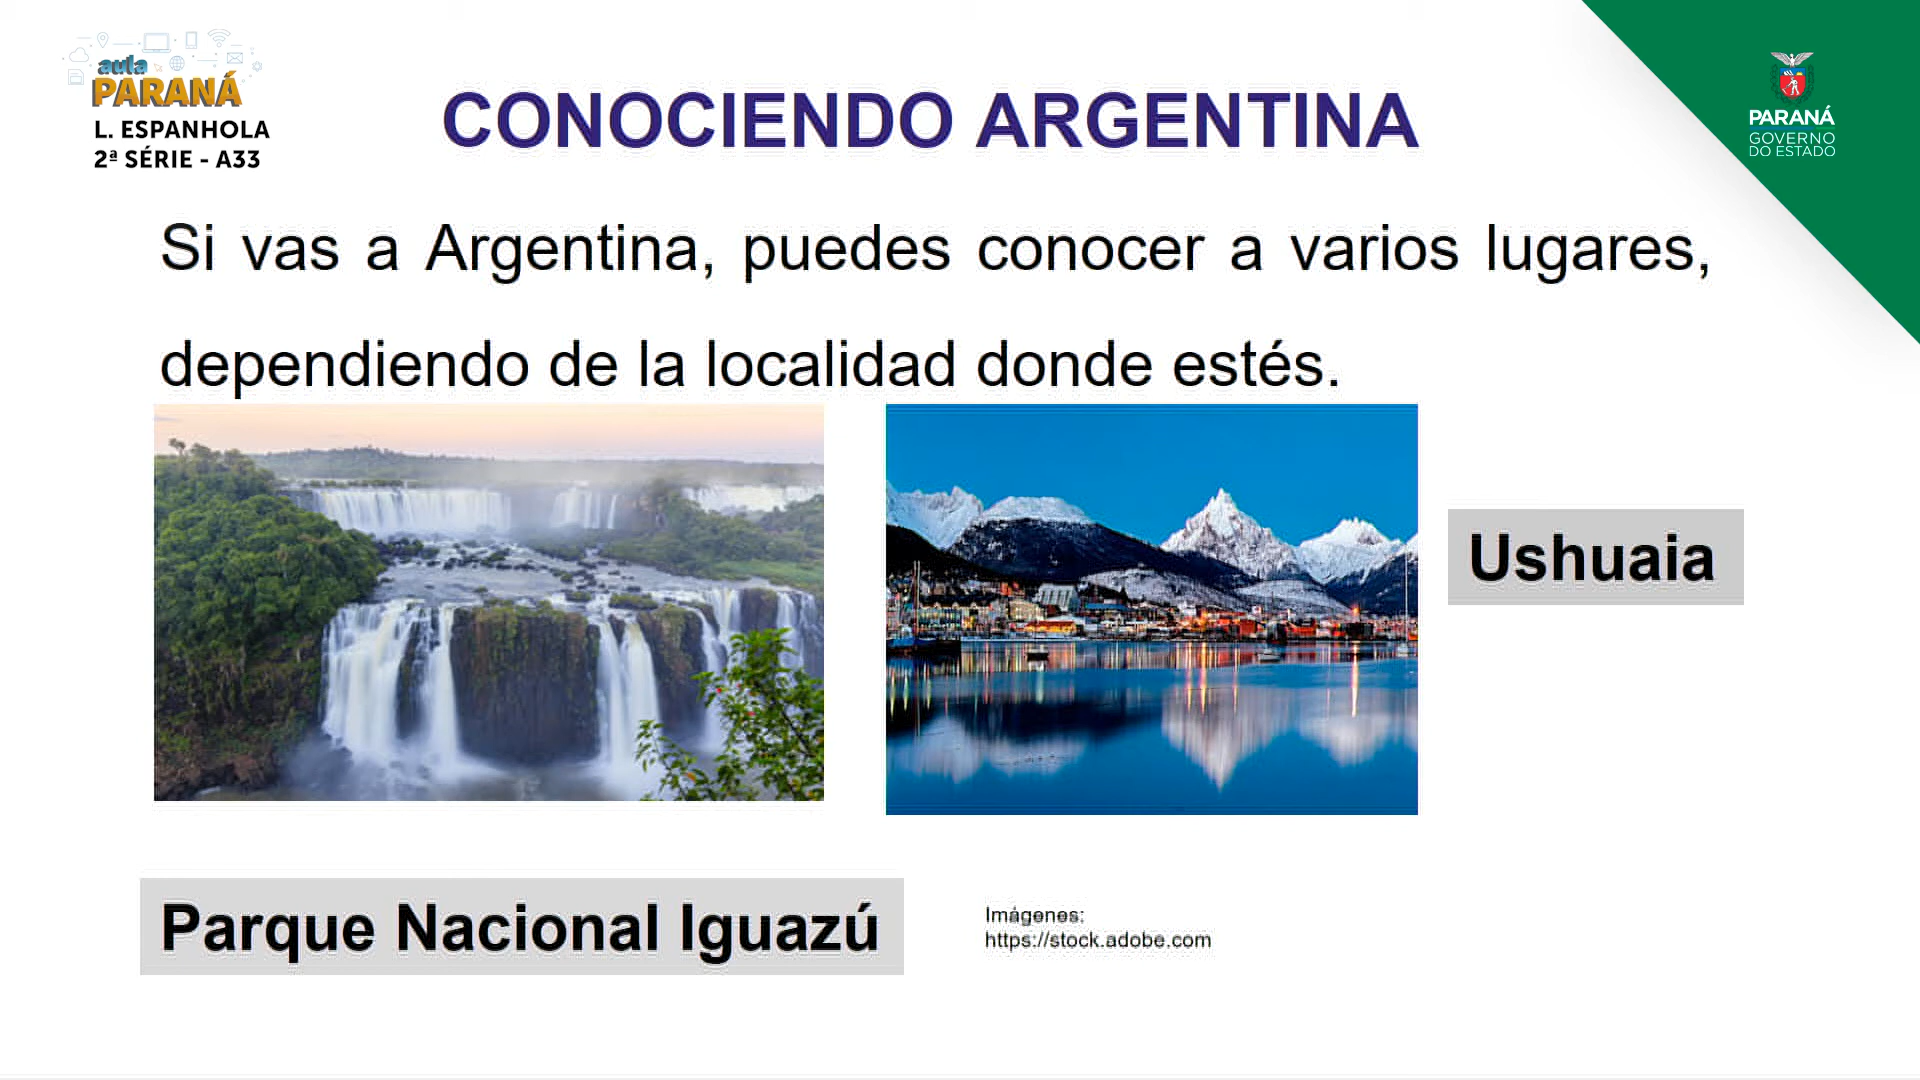 aula
PARANÁ
L. ESPANHOLA
2ª SÉRIE - A33
CONOCIENDO ARGENTINA
PARANÁ
GOVERNO
DO ESTADO
Si vas a Argentina, puedes conocer a varios lugares,
dependiendo de la localidad donde estés.
Ushuaia
Parque Nacional Iguazú
Imágenes:
https://stock.adobe.com